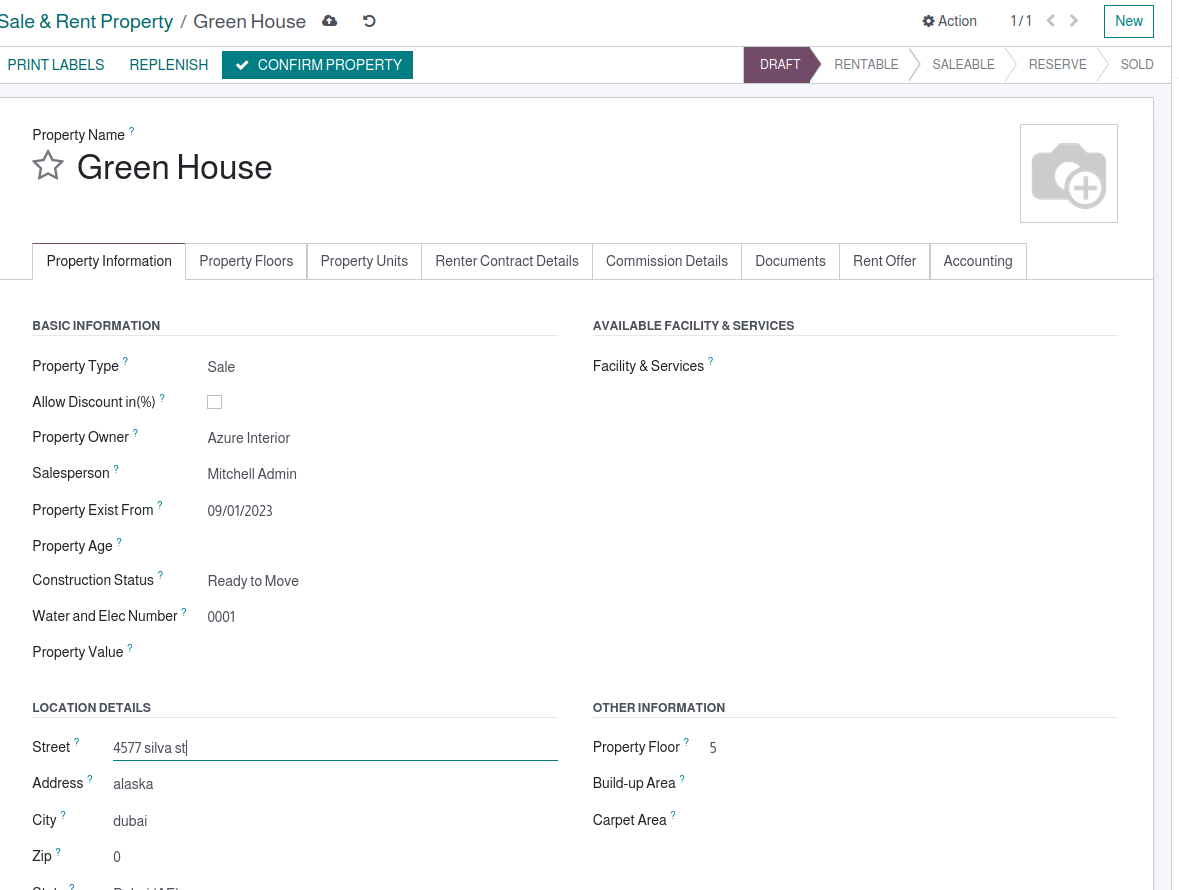 Sale & Rent Property / Green House
Action 1/1 New
PRINT LABELS REPLENISH CONFIRM PROPERTY DRAFT RENTABLE SALEABLE RESERVE SOLD
Property Name ?
Green House
Property Information Property Floors Property Units Renter Contract Details Commission Details Documents Rent Offer Accounting
BASIC INFORMATION
Property Type ? Sale
Allow Discount in(%) ?
Property Owner ? Azure Interior
Salesperson ? Mitchell Admin
Property Exist From ? 09/01/2023
Property Age ?
Construction Status ? Ready to Move
Water and Elec Number ? 0001
Property Value ?
AVAILABLE FACILITY & SERVICES
Facility & Services ?
LOCATION DETAILS
Street ? 4577 silva st
Address ? alaska
City ? dubai
Zip ? 0
OTHER INFORMATION
Property Floor ? 5
Build-up Area ?
Carpet Area ?